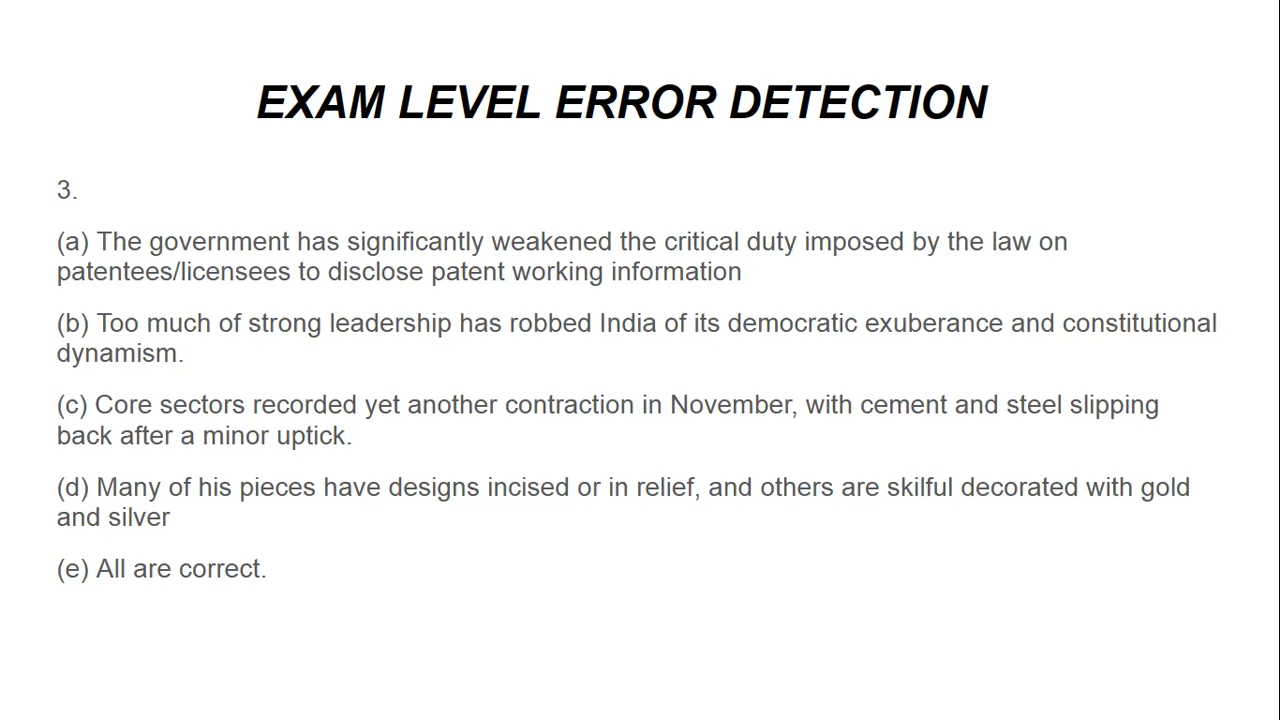 EXAM LEVEL ERROR DETECTION
3.
(a) The government has significantly weakened the critical duty imposed by the law on
patentees/licensees to disclose patent working information
(b) Too much of strong leadership has robbed India of its democratic exuberance and constitutional
dynamism.
(c) Core sectors recorded yet another contraction in November, with cement and steel slipping
back after a minor uptick.
(d) Many of his pieces have designs incised or in relief, and others are skilful decorated with gold
and silver
(e) All are correct.